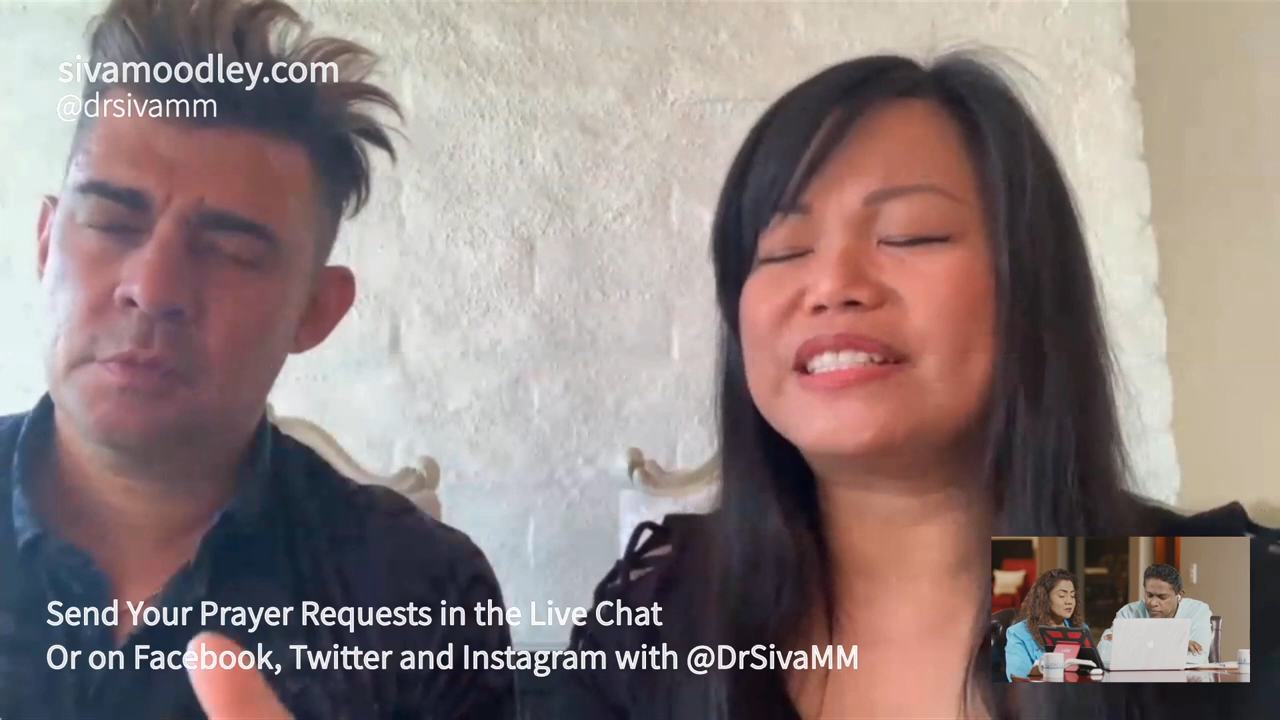 sivamoodley.com
@drsivamm
Send Your Prayer Requests in the Live Chat
Or on Facebook, Twitter and Instagram with @DrSivaMM